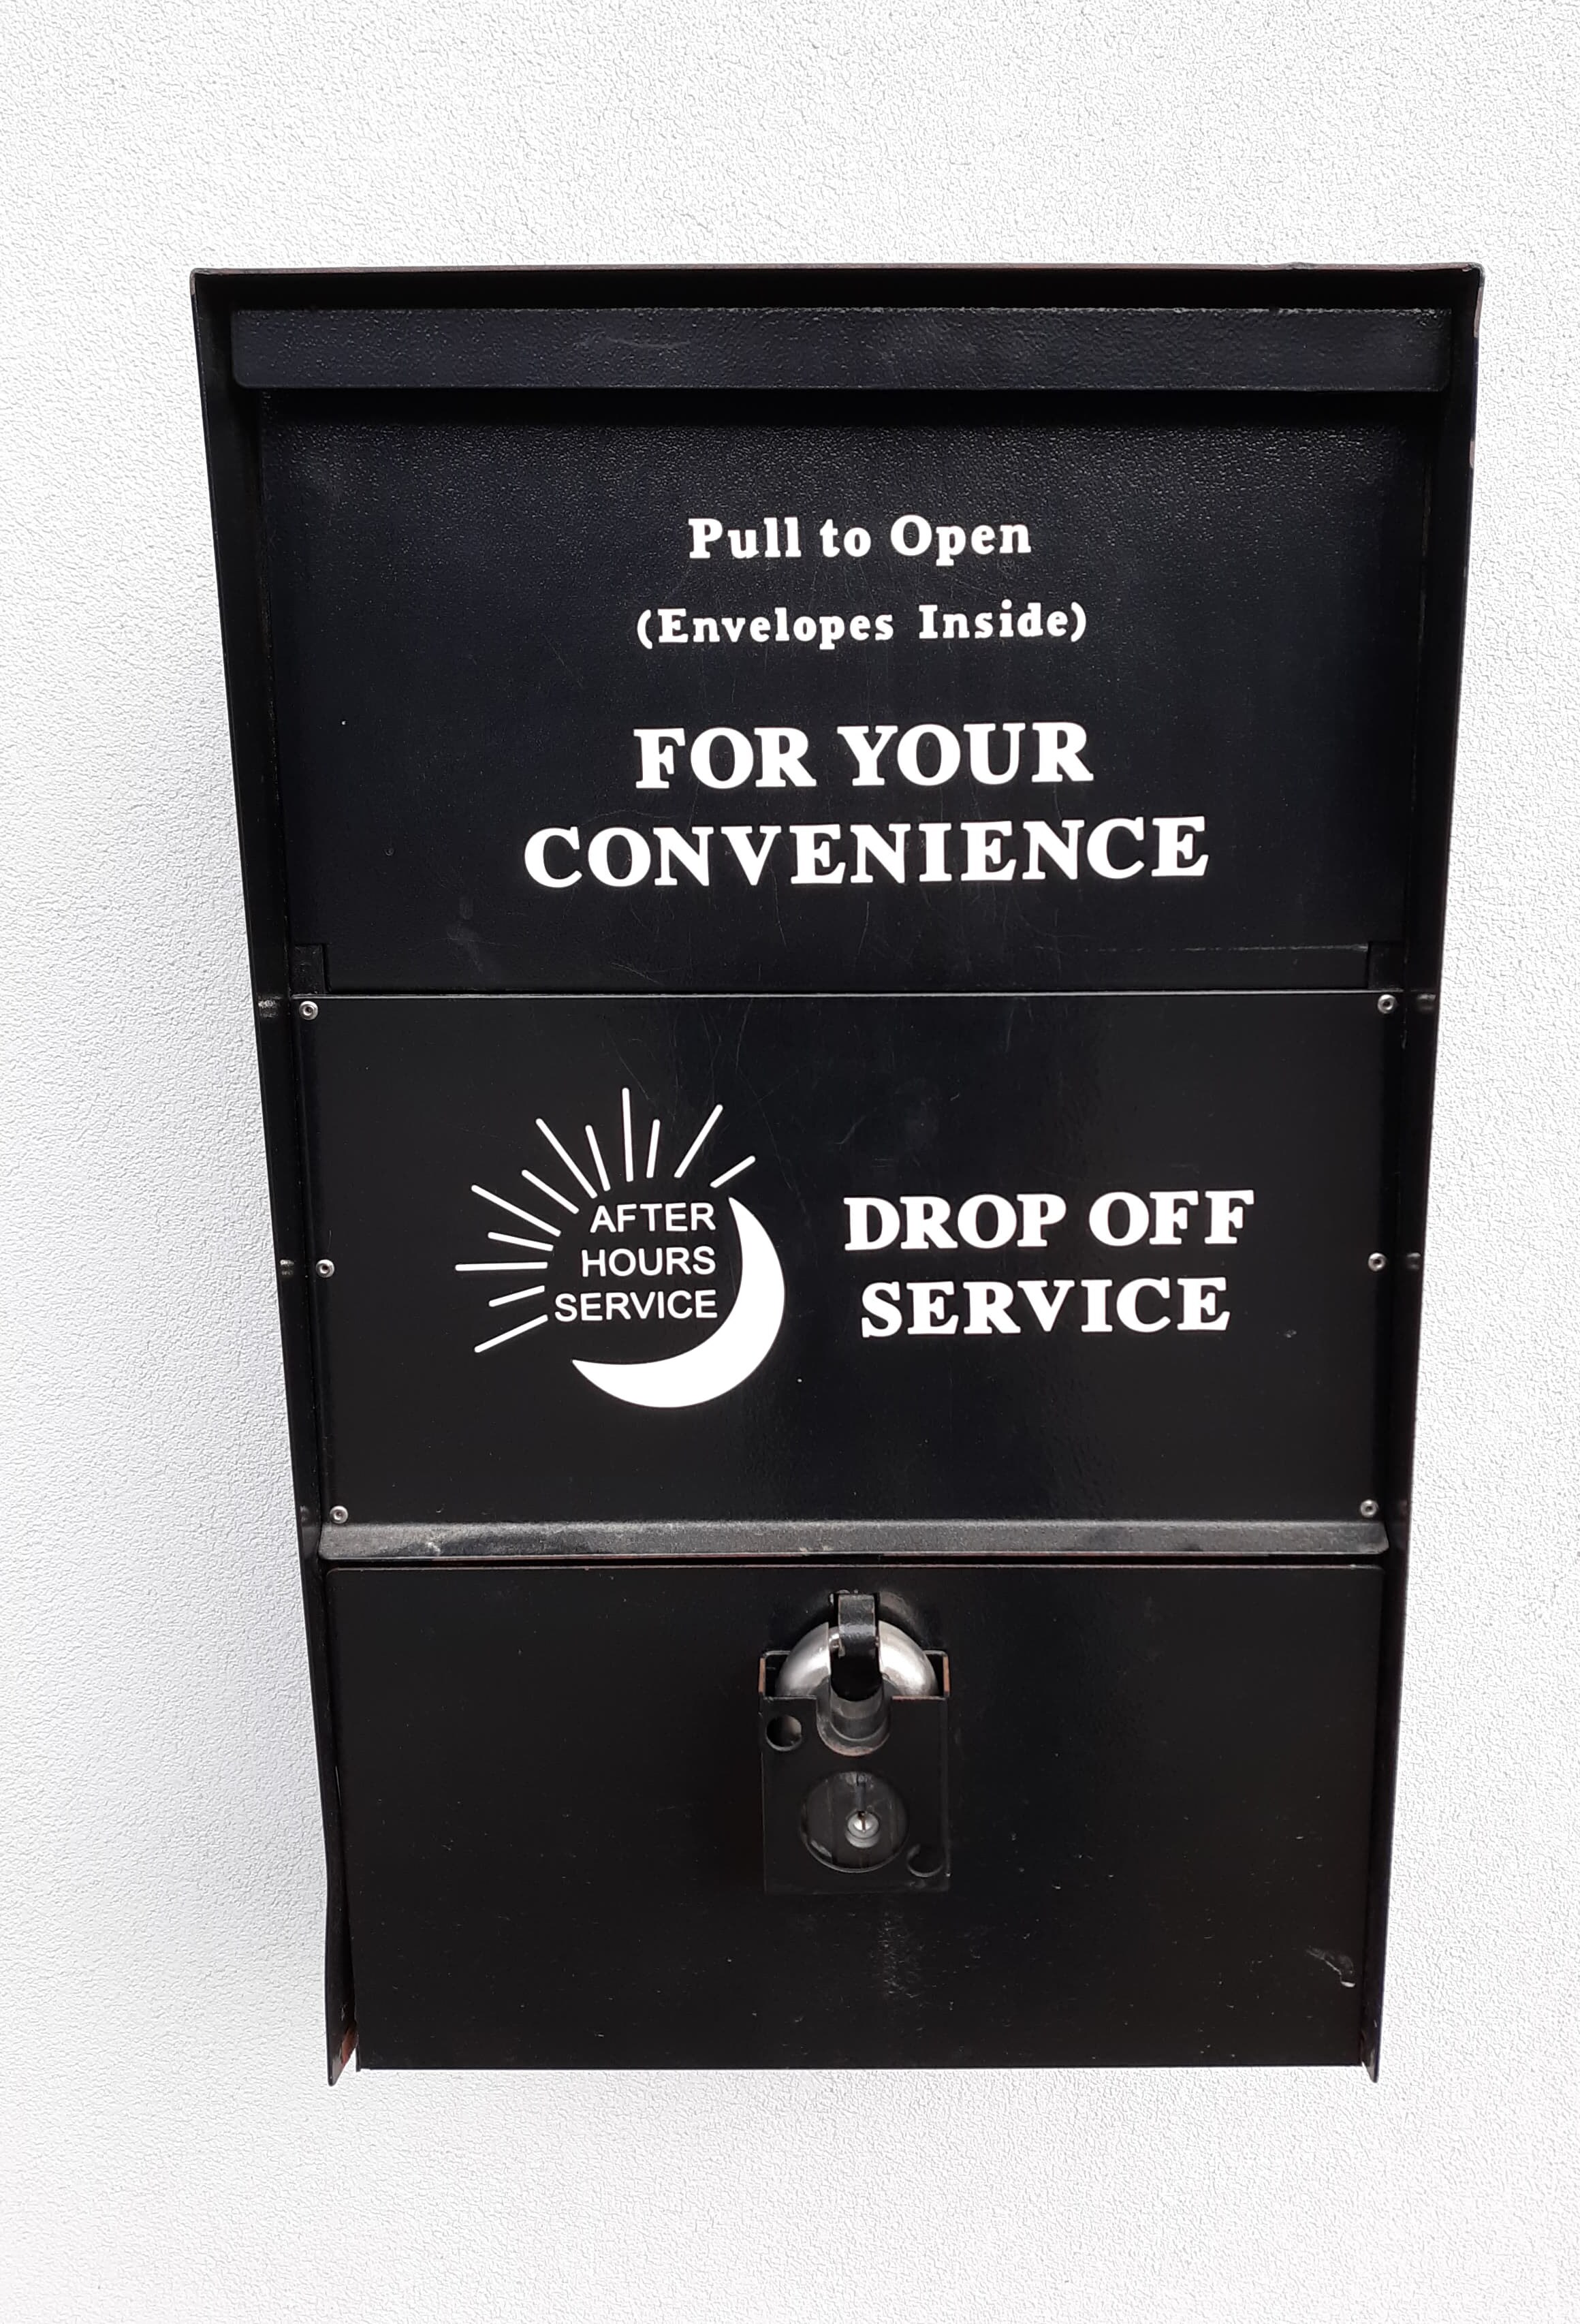 Pull to Open
(Envelopes Inside)
FOR YOUR
CONVENIENCE
AFTER
HOURS
SERVICE
DROP OFF
SERVICE